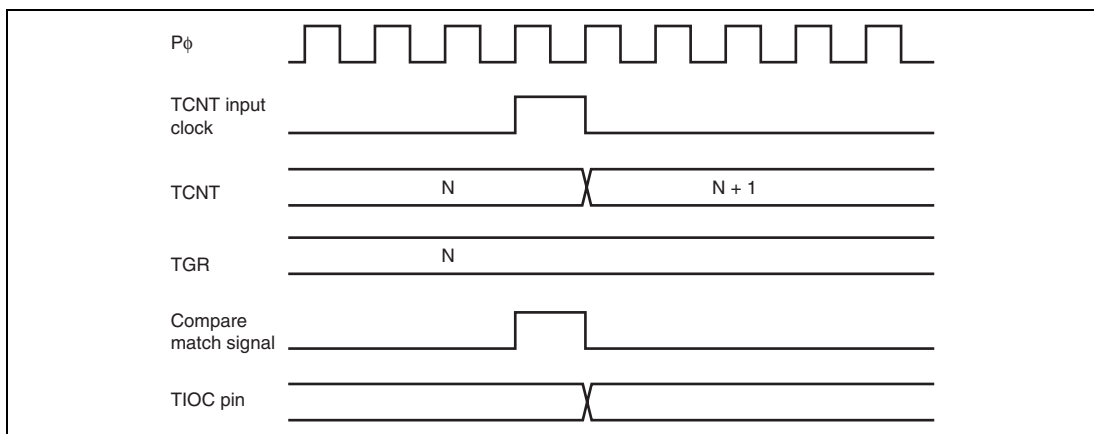 Pϕ
TCNT input
clock
TCNT
N
N + 1
TGR
N
Compare
match signal
TIOC pin